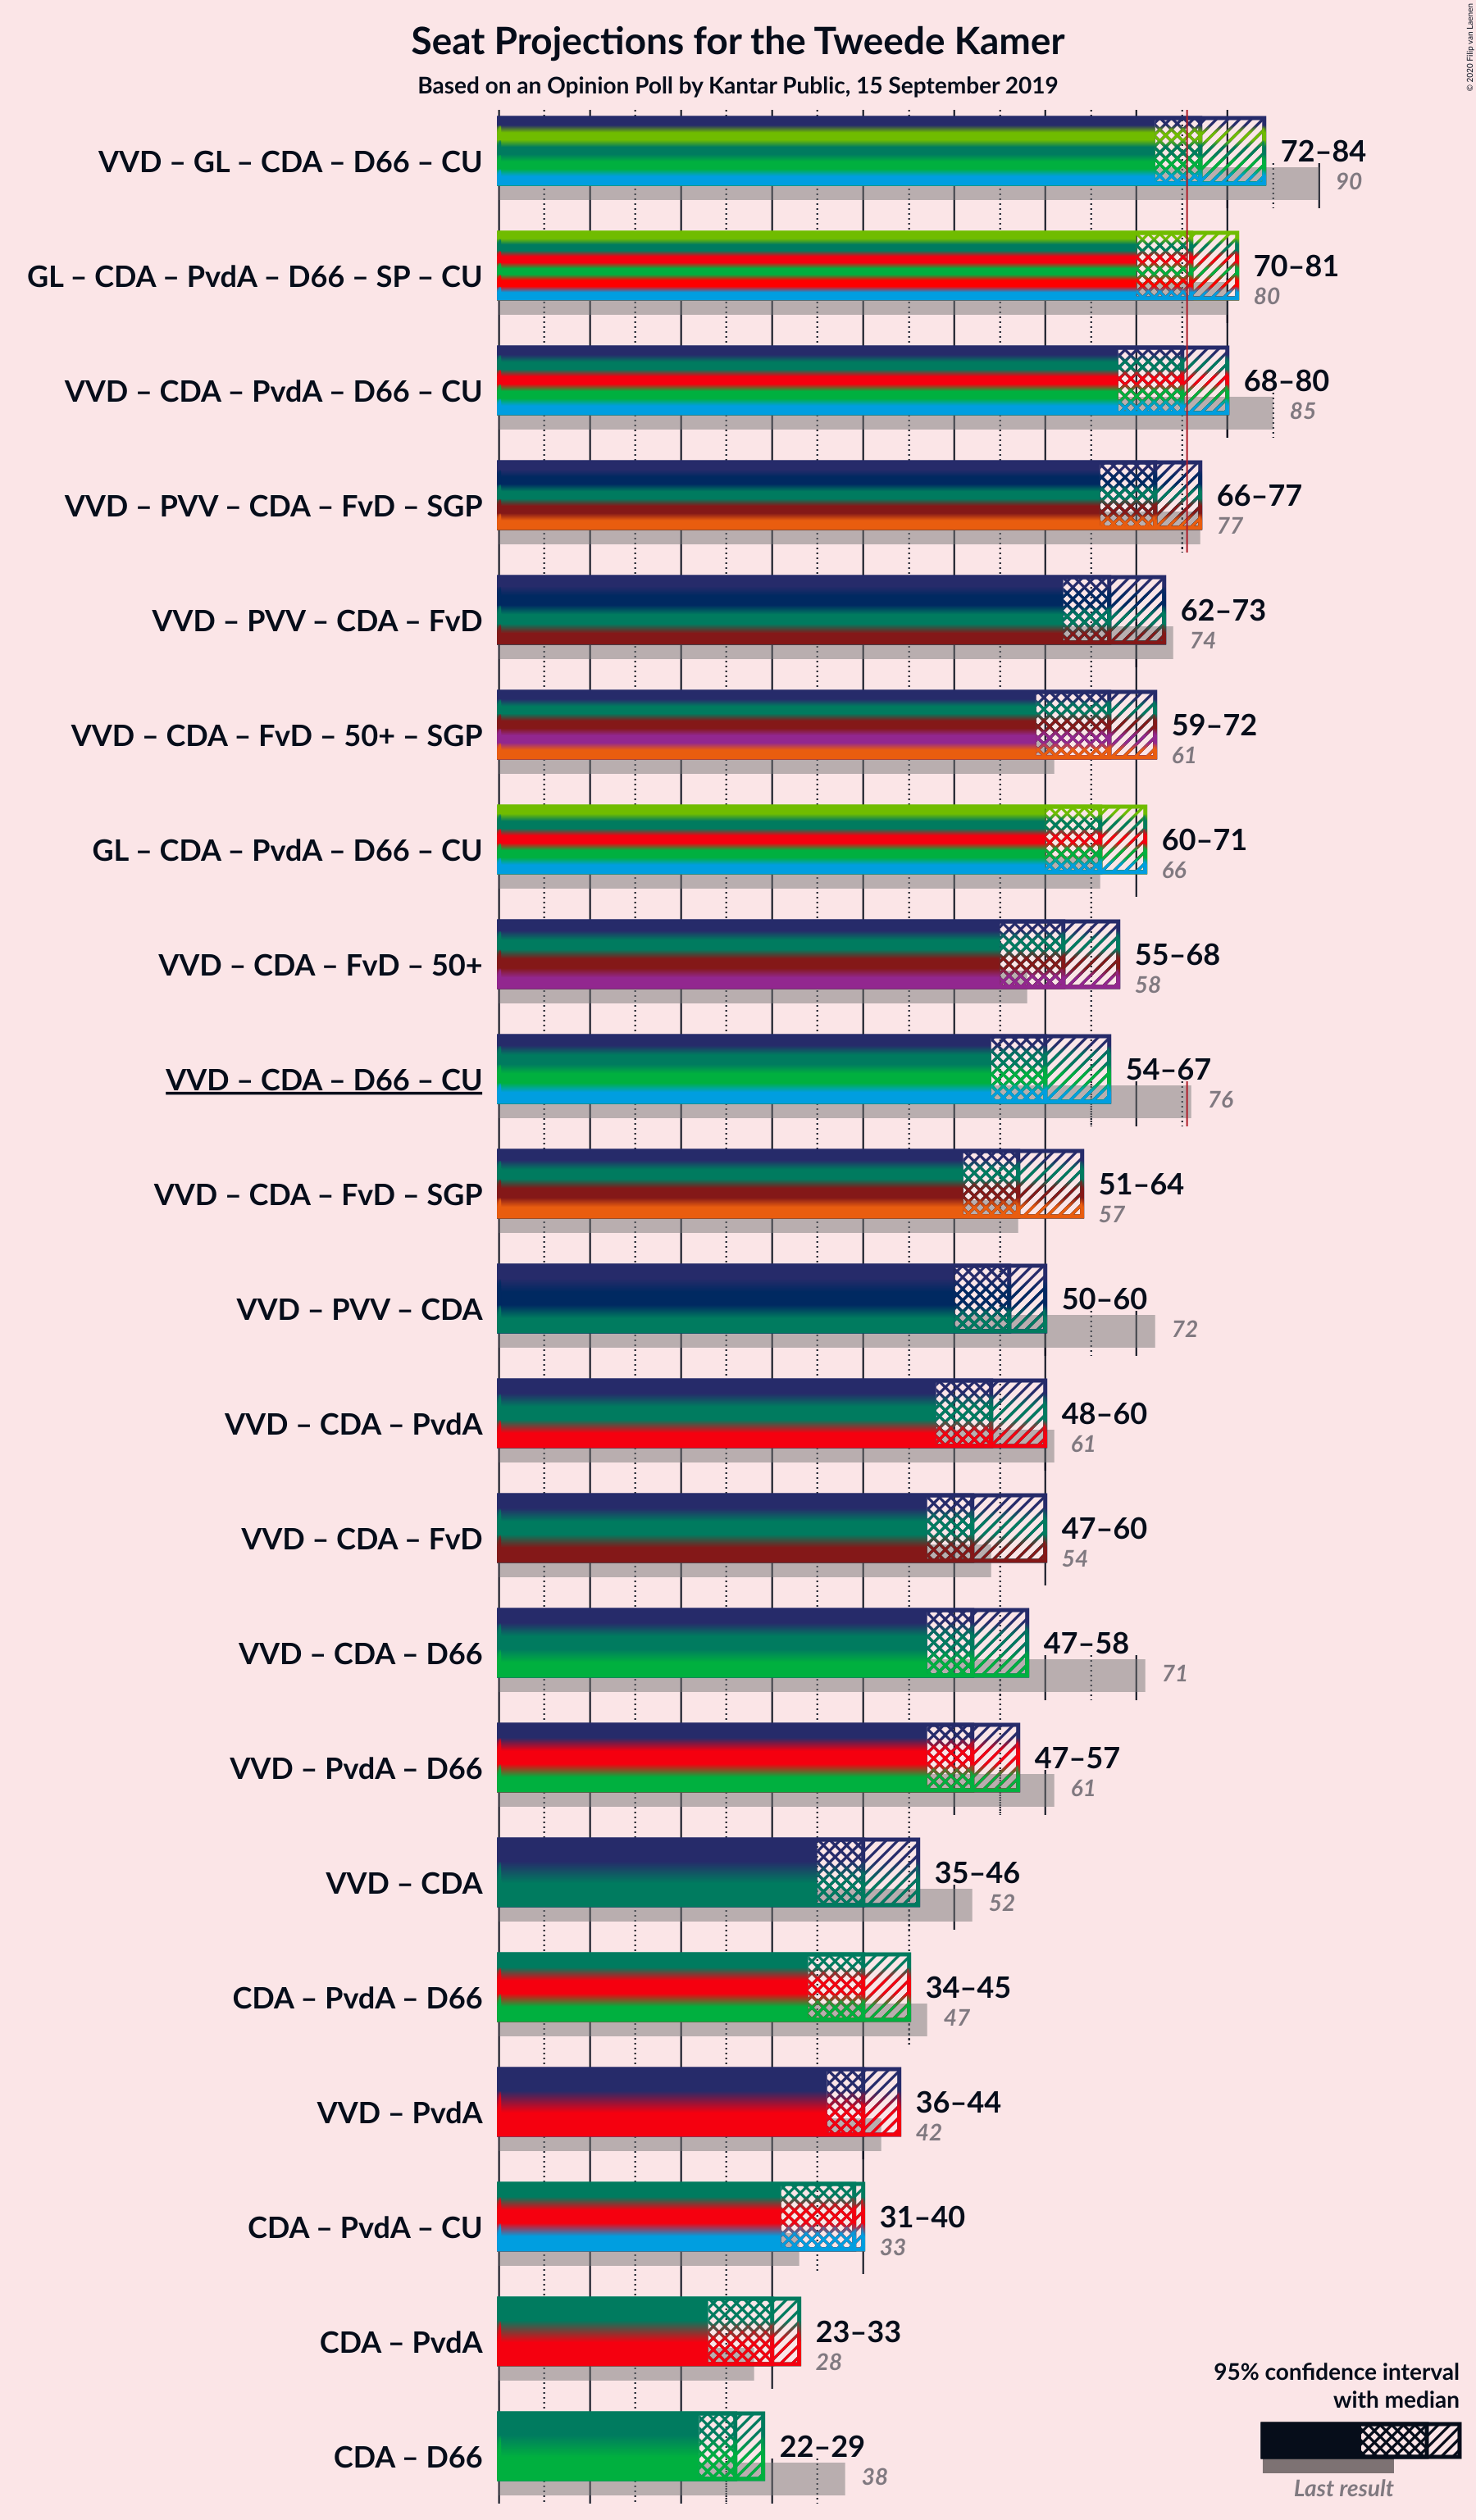 Seat Projections for the Tweede Kamer
Based on an Opinion Poll by Kantar Public, 15 September 2019
© 2020 Filip van Laenen
VVD – GL – CDA – D66 – CU
72–84
90
GL – CDA – PvdA – D66 – SP – CU
70–81
80
VVD – CDA – PvdA – D66 – CU
68–80
85
VVD – PVV – CDA – FvD – SGP
66–77
77
VVD – PVV – CDA – FvD
62–73
74
VVD – CDA – FvD – 50+ – SGP
59–72
61
GL – CDA – PvdA – D66 – CU
60–71
66
VVD – CDA – FvD – 50+
55–68
58
VVD – CDA – D66 – CU
54–67
76
VVD – CDA – FvD – SGP
51–64
57
VVD – PVV – CDA
50–60
72
VVD – CDA – PvdA
48–60
61
VVD – CDA – FvD
47–60
54
VVD – CDA – D66
47–58
71
VVD – PvdA – D66
47–57
61
VVD – CDA
35–46
52
CDA – PvdA – D66
34–45
47
VVD – PvdA
36–44
42
CDA – PvdA – CU
31–40
33
CDA – PvdA
23–33
28
CDA – D66
22–29
38
95% confidence interval
with median
Last result